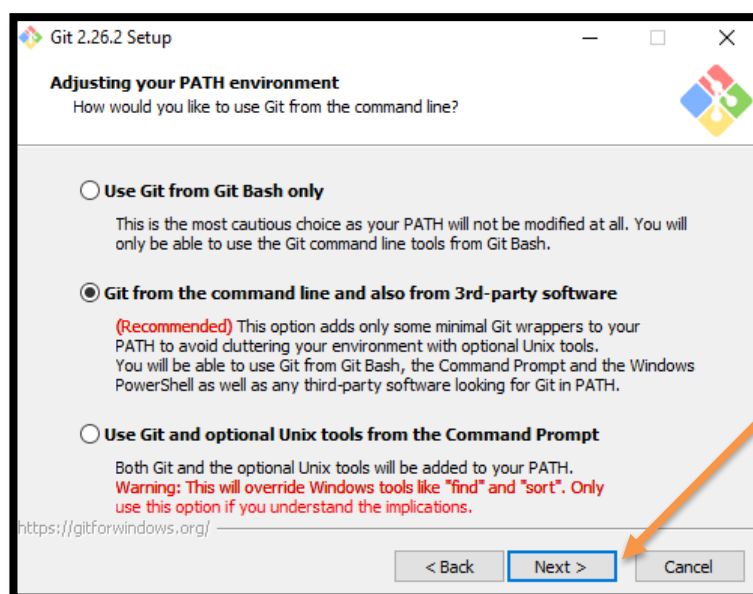 Git 2.26.2 Setup
Adjusting your PATH environment
How would you like to use Git from the command line?
Use Git from Git Bash only
This is the most cautious choice as your PATH will not be modified at all. You will
only be able to use the Git command line tools from Git Bash.
Git from the command line and also from 3rd-party software
(Recommended) This option adds only some minimal Git wrappers to your
PATH to avoid cluttering your environment with optional Unix tools.
You will be able to use Git from Git Bash, the Command Prompt and the Windows
PowerShell as well as any third-party software looking for Git in PATH.
Use Git and optional Unix tools from the Command Prompt
Both Git and the optional Unix tools will be added to your PATH.
Warning: This will override Windows tools like "find" and "sort". Only
use this option if you understand the implications.
https://gitforwindows.org/
< Back Next > Cancel